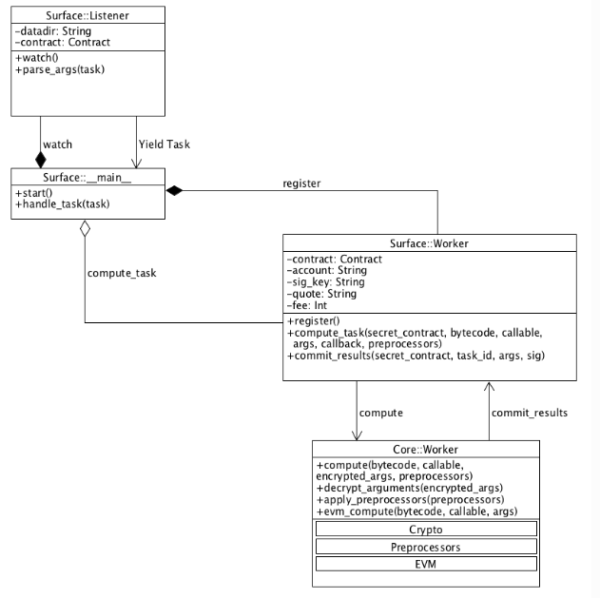 Surface::Listener
-datadir: String
-contract: Contract
+watch()
+parse_args(task)
watch
Yield Task
Surface::__main__
+start()
+handle_task(task)
register
compute_task
Surface::Worker
-contract: Contract
-account: String
-sig_key: String
-quote: String
-fee: Int
+register()
+compute_task(secret_contract, bytecode, callable,
args, callback, preprocessors)
+commit_results(secret_contract, task_id, args, sig)
compute
commit_results
Core::Worker
+compute(bytecode, callable,
encrypted_args, preprocessors)
+decrypt_arguments(encrypted_args)
+apply_preprocessors(preprocessors)
+evm_compute(bytecode, callable, args)
Crypto
Preprocessors
EVM